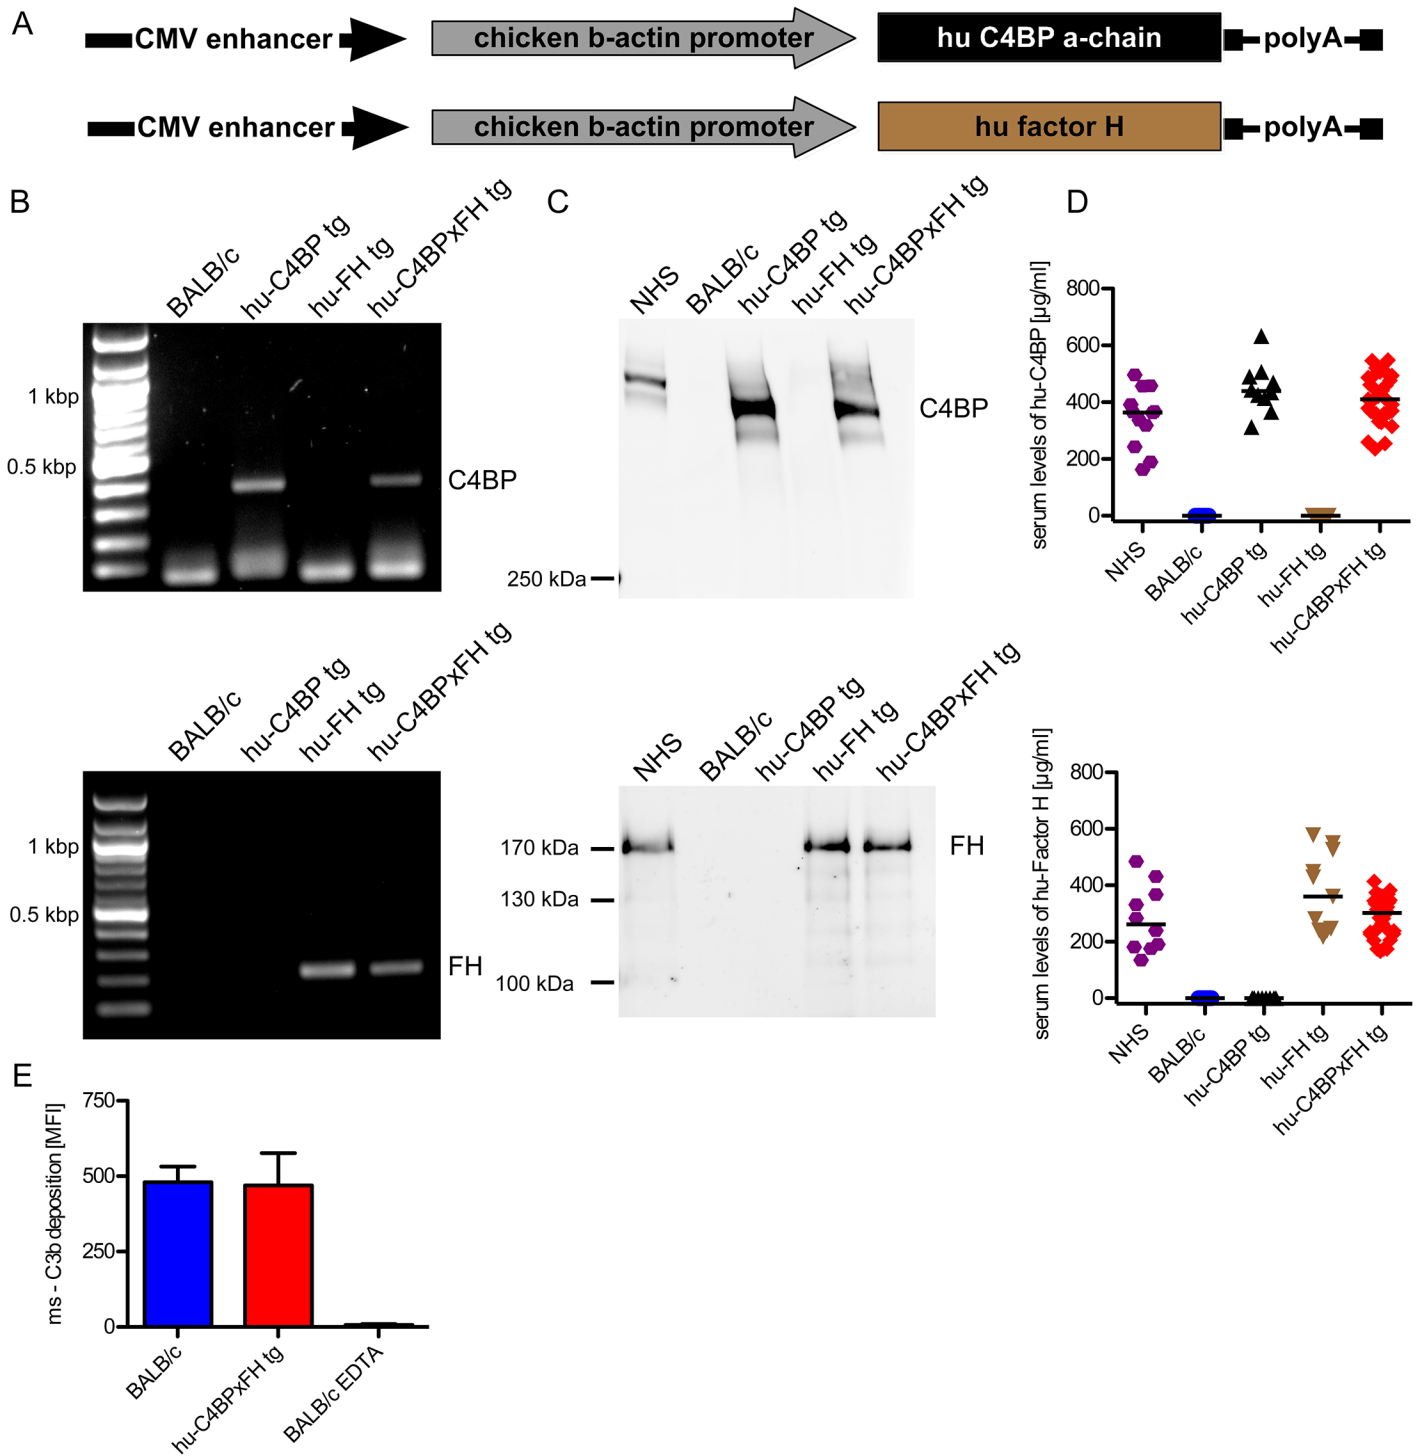 A
CMV enhancer chicken b-actin promoter hu C4BP a-chain polyA
CMV enhancer chicken b-actin promoter hu factor H polyA
B
BALB/c
hu-C4BP tg
hu-FH tg
hu-C4BPxFH tg
1 kbp
0.5 kbp
C4BP
BALB/c
hu-C4BP tg
hu-FH tg
hu-C4BPxFH tg
1 kbp
0.5 kbp
FH
C
NHS
BALB/c
hu-C4BP tg
hu-FH tg
hu-C4BPxFH tg
C4BP
250 kDa
NHS
BALB/c
hu-C4BP tg
hu-FH tg
hu-C4BPxFH tg
170 kDa
FH
130 kDa
100 kDa
D
serum levels of hu-C4BP [µg/ml]
800
600
400
200
0
NHS
BALB/c
hu-C4BP tg
hu-FH tg
hu-C4BPxFH tg
serum levels of hu-Factor H [µg/ml]
800
600
400
200
0
NHS
BALB/c
hu-C4BP tg
hu-FH tg
hu-C4BPxFH tg
E
ms - C3b deposition [MFI]
750
500
250
0
BALB/c
hu-C4BPxFH tg
BALB/c EDTA